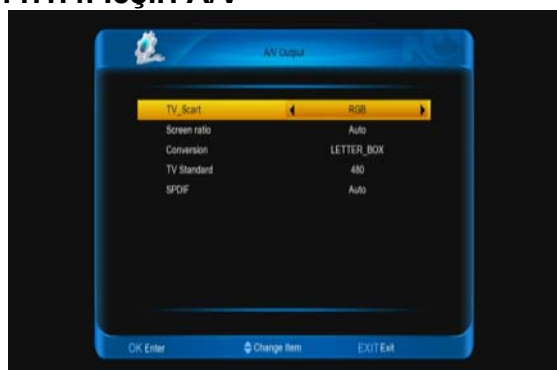 A/V Output
TV_Scart RGB
Screen ratio Auto
Conversion LETTER_BOX
TV Standard 480
SPDIF Auto
OK Enter Change Item EXIT Exit